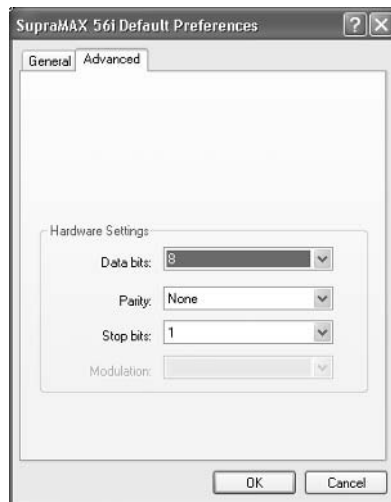 SupraMAX 56i Default Preferences
General Advanced
Hardware Settings
Data bits: 8
Parity: None
Stop bits: 1
Modulation:
OK Cancel